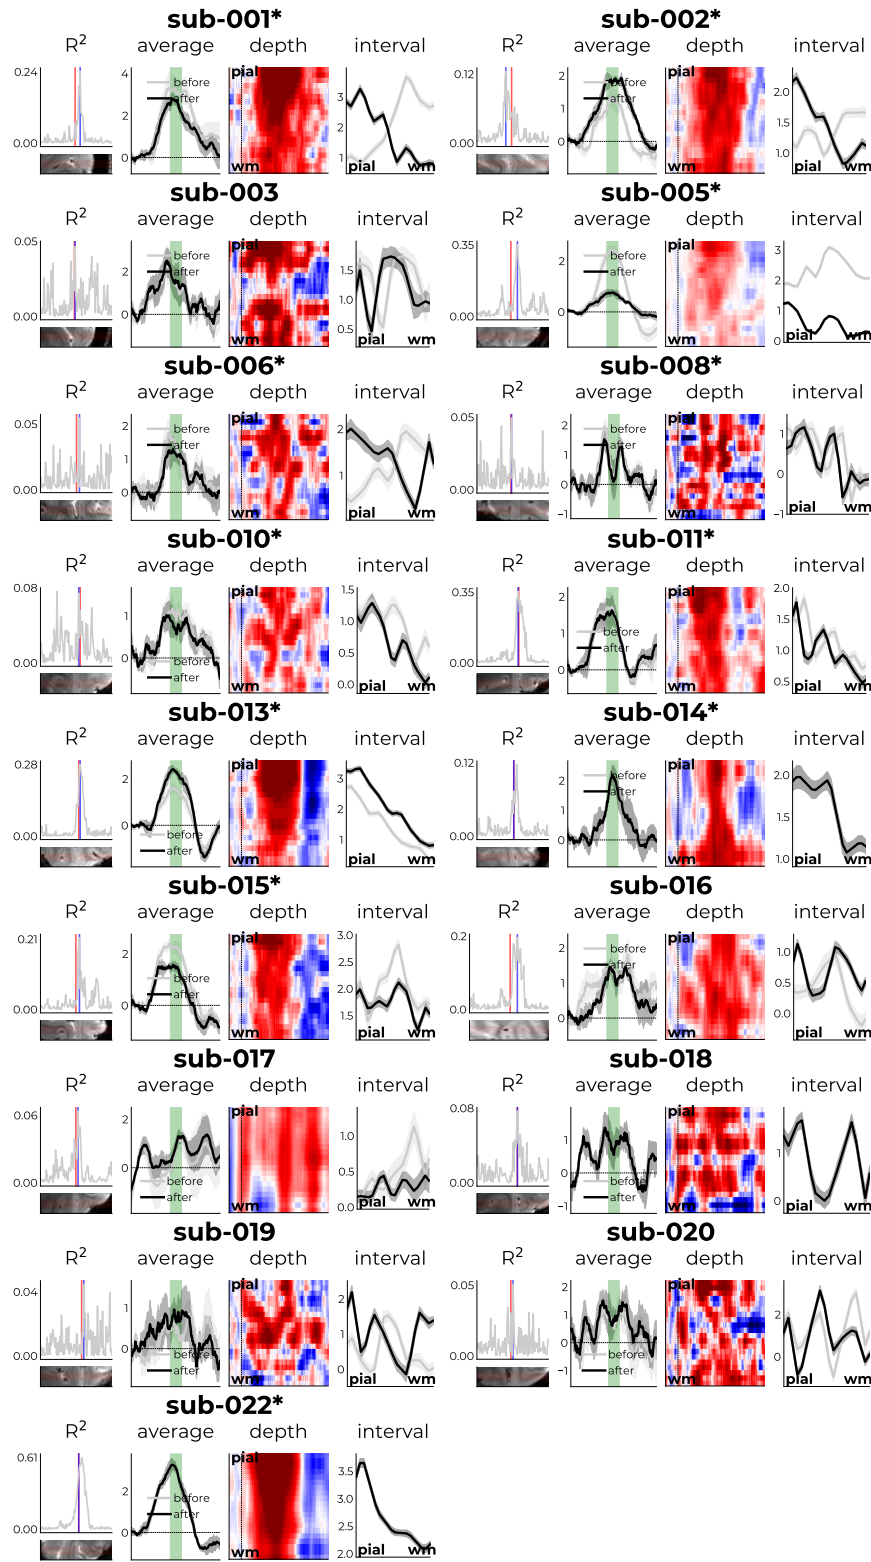 sub-001* sub-002*
R² average depth interval R² average depth interval
0.24 4 pial before 3 0.12 2 pial before 2.0
2 after 2 1 after 1.5
0.00 0 wm 1 pial wm 0.00 0 wm 1.0 pial wm
sub-003 sub-005*
R² average depth interval R² average depth interval
0.05 pial before 1.5 0.35 2 pial before 3
2 after 1.0 after 2
0.00 0 wm 0.5 pial wm 0.00 0 wm 1 0 pial wm
sub-006* sub-008*
R² average depth interval R² average depth interval
0.05 2 pial before 2 0.05 2 pial before 1
1 after 1 1 after 0
0.00 0 wm pial wm 0.00 0 −1 wm −1 pial wm
sub-010* sub-011*
R² average depth interval R² average depth interval
0.08 1 pial 1.5 0.35 2 pial 2.0
1.0 1 before 1.5
0.00 0 before 0.5 after 1.0
after wm 0.0 pial wm 0.00 0 wm 0.5 pial wm
sub-013* sub-014*
R² average depth interval R² average depth interval
0.28 2 pial 3 0.12 2 pial before 2.0
2 1 after 1.5
0.00 0 before 1 0.00 0
after wm pial wm wm 1.0 pial wm
sub-015* sub-016
R² average depth interval R² average depth interval
0.21 2 pial 3.0 0.2 2 pial before 1.0
before 2.5 1 after 0.5
0.00 0 after 2.0 0.00 0 0.0
wm 1.5 pial wm wm pial wm
sub-017 sub-018
R² average depth interval R² average depth interval
0.06 2 pial 1.0 0.08 1 pial 1
0.00 0 before 0.5 0.00 0 before
after wm 0.0 pial wm −1 after wm 0 pial wm
sub-019 sub-020
R² average depth interval R² average depth interval
0.04 1 pial 2 0.05 2 pial 4
1 1 2
0.00 0 before 0 0.00 0 before 0
after wm pial wm −1 after wm pial wm
sub-022*
R² average depth interval
0.61 pial 3.5
2 before 3.0
after 2.5
0.00 0 wm 2.0 pial wm